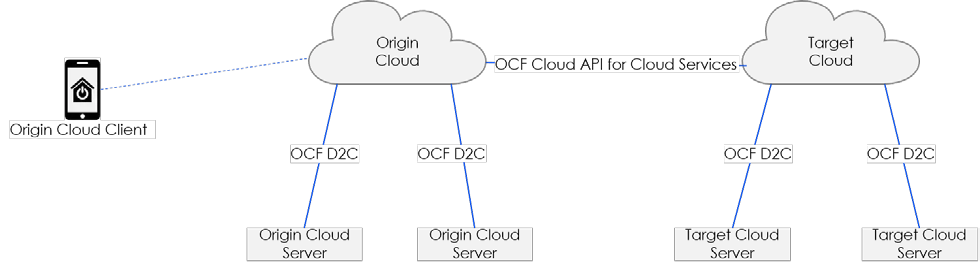 Origin
Cloud
Target
Cloud
OCF Cloud API for Cloud Services
Origin Cloud Client
OCF D2C
OCF D2C
OCF D2C
OCF D2C
Origin Cloud
Server
Origin Cloud
Server
Target Cloud
Server
Target Cloud
Server